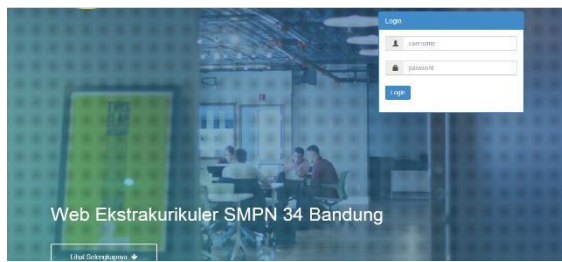 Login
username
password
Login
Web Ekstrakurikuler SMPN 34 Bandung
Lihat Selengkapnya